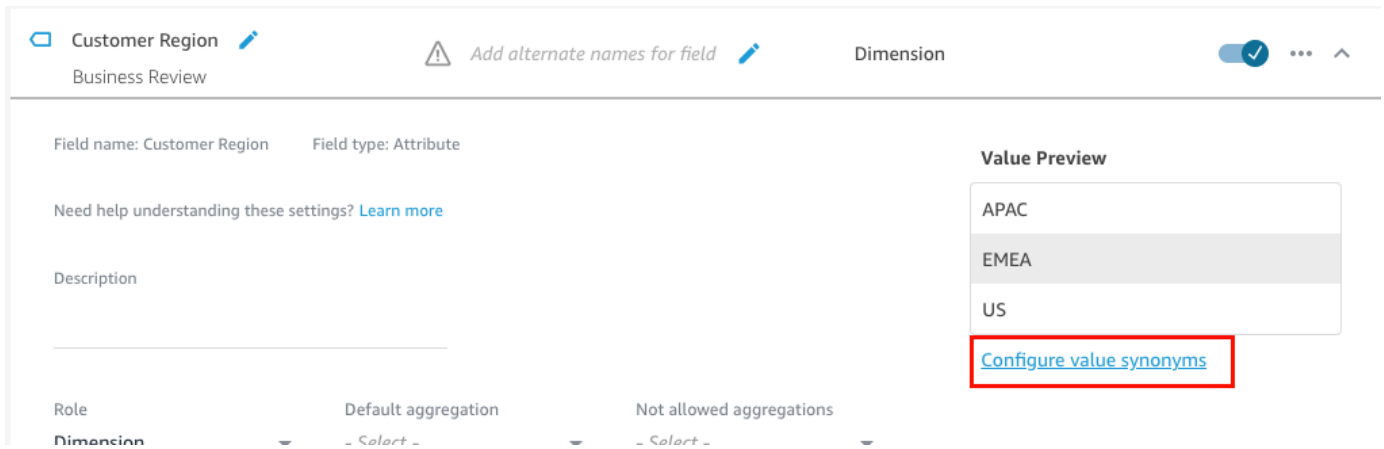 Customer Region
Add alternate names for field
Dimension
Business Review
Field name: Customer Region
Field type: Attribute
Value Preview
APAC
Need help understanding these settings? Learn more
EMEA
Description
US
Configure value synonyms
Role
Default aggregation
Not allowed aggregations
Dimension
- Select -
- Select -